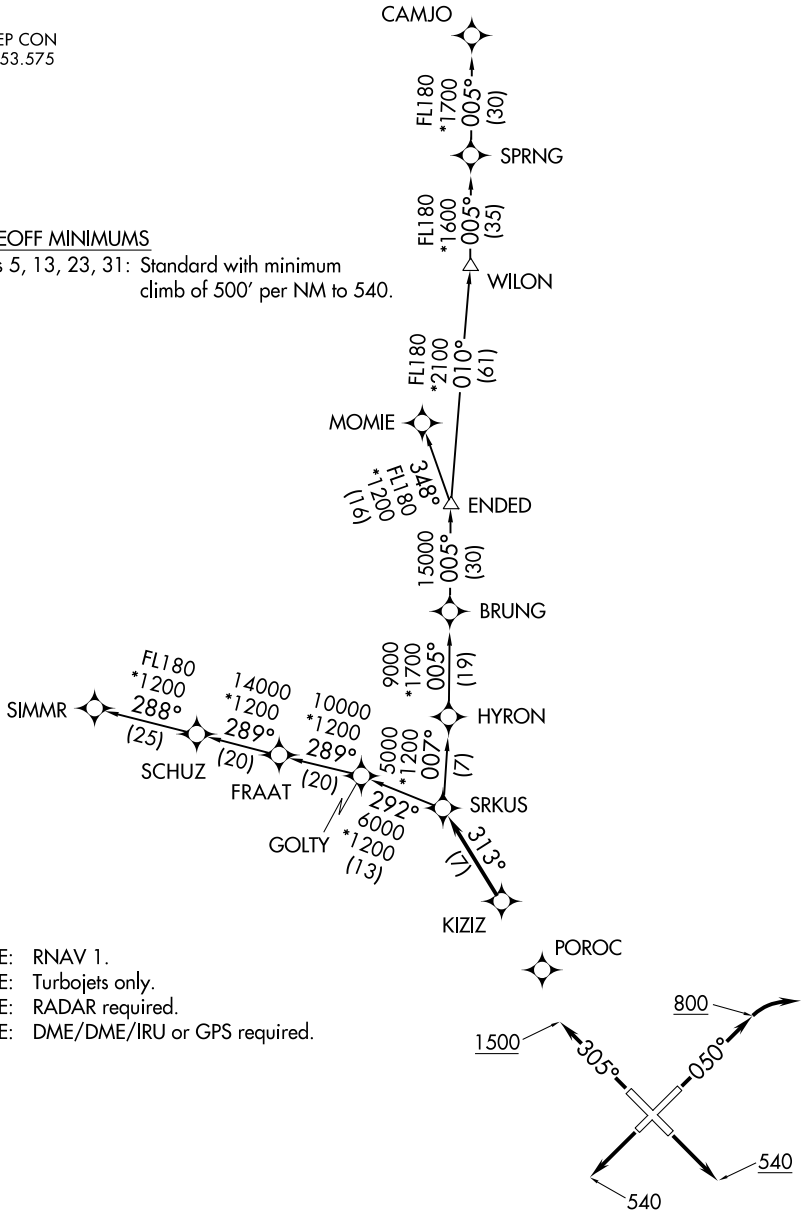 CAMJO
EP CON
53.575
FL180
*1700
005°
(30)
SPRNG
FL180
*1600
005°
(35)
EOFF MINIMUMS
s 5, 13, 23, 31: Standard with minimum
climb of 500' per NM to 540.
WILON
FL180
*2100
010°
(61)
MOMIE
348°
FL180
*1200
(16)
ENDED
15000
005°
(30)
BRUNG
9000
*1700
005°
(19)
HYRON
5000
*1200
007°
(7)
SIMMR
FL180
*1200
288°
(25)
SCHUZ
14000
*1200
289°
(20)
FRAAT
10000
*1200
289°
(20)
GOLTY
292°
6000
*1200
(13)
SRKUS
313°
(7)
KIZIZ
POROC
E: RNAV 1.
E: Turbojets only.
E: RADAR required.
E: DME/DME/IRU or GPS required.
1500
305°
800
050°
540
540